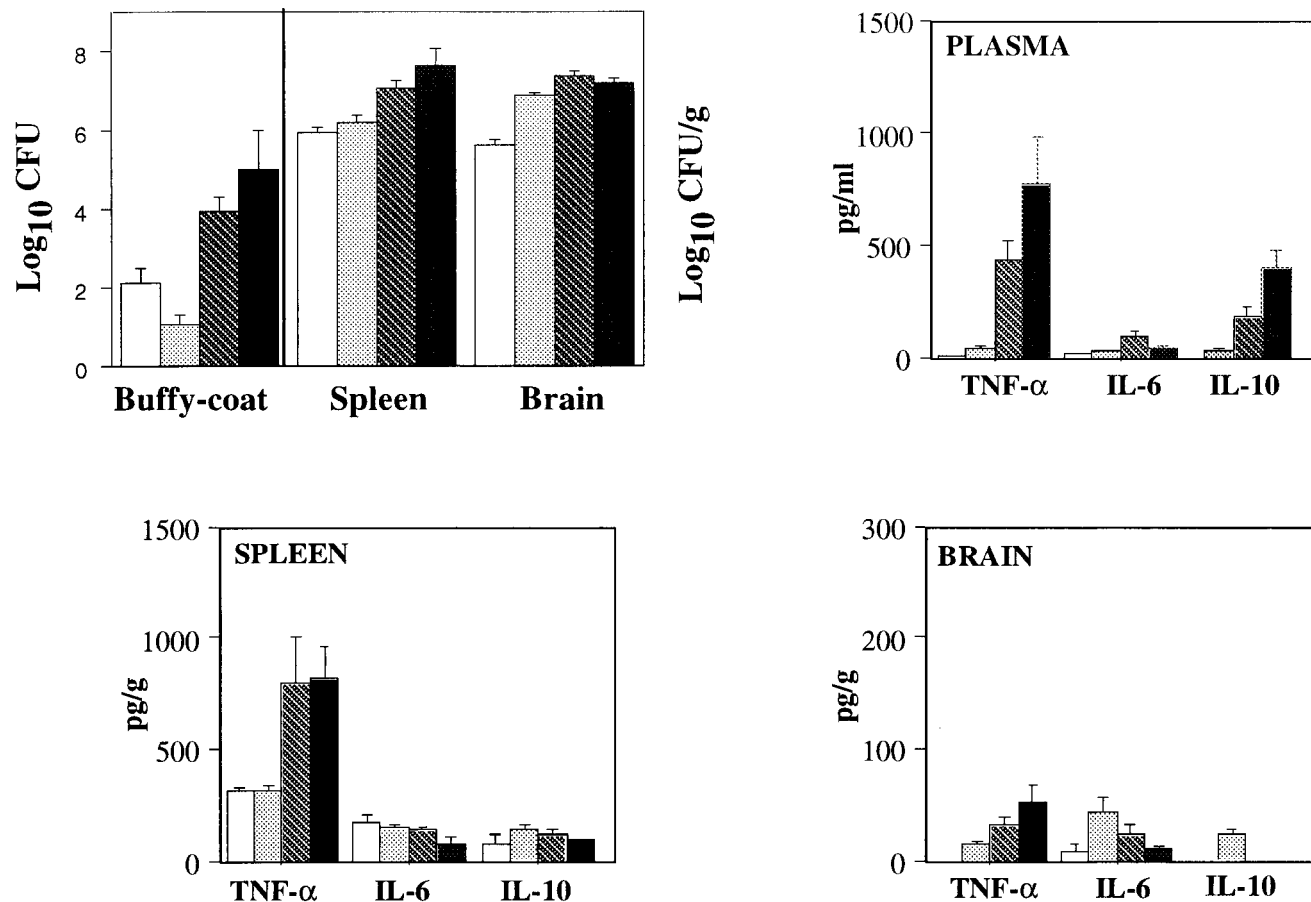 8
6
4
2
0
Log10 CFU
Buffy-coat
Spleen
Brain
Log10 CFU/g
PLASMA
1500
1000
500
0
pg/ml
TNF-α
IL-6
IL-10
SPLEEN
1500
1000
500
0
pg/g
TNF-α
IL-6
IL-10
BRAIN
300
200
100
0
pg/g
TNF-α
IL-6
IL-10